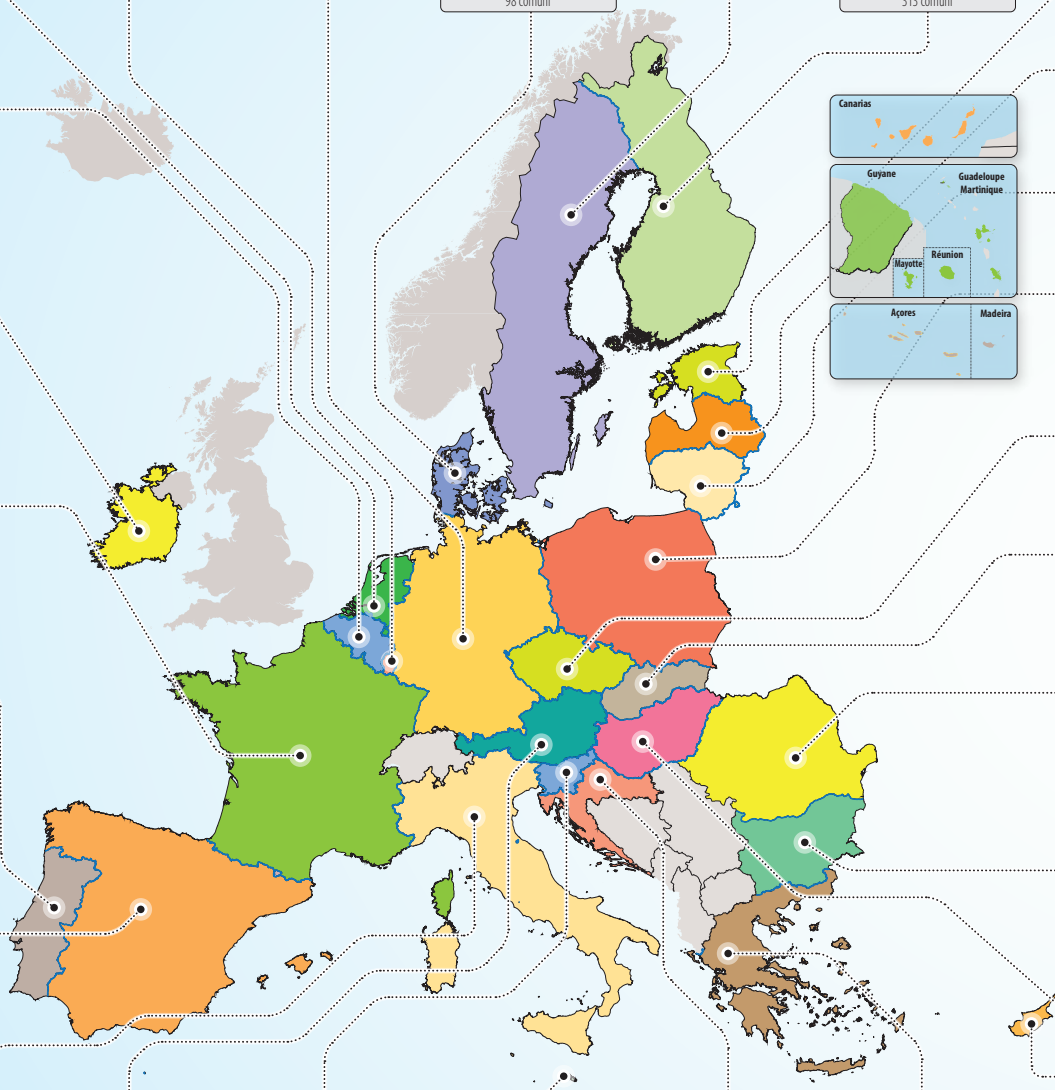 98 comuni
313 comuni
Canarias
Guyane
Guadeloupe
Martinique
Mayotte
Réunion
Açores
Madeira